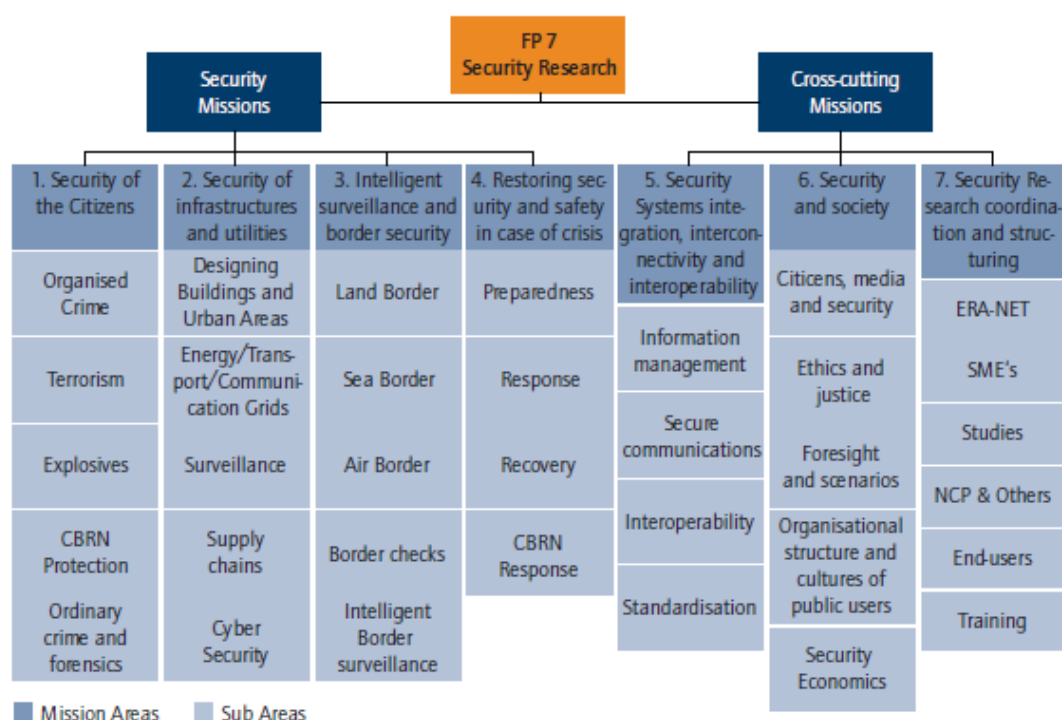 FP 7
Security Research
Security
Missions
Cross-cutting
Missions
1. Security of
the Citizens
Organised
Crime
Terrorism
Explosives
CBRN
Protection
Ordinary
crime and
forensics
2. Security of
infrastructures
and utilities
Designing
Buildings and
Urban Areas
Energy/Trans-
port/Communi-
cation Grids
Surveillance
Supply
chains
Cyber
Security
3. Intelligent
surveillance and
border security
Land Border
Sea Border
Air Border
Border checks
Intelligent
Border
surveillance
4. Restoring sec-
urity and safety
in case of crisis
Preparedness
Response
Recovery
CBRN
Response
5. Security
Systems inte-
gration, intercon-
nectivity and
interoperability
Information
management
Secure
communications
Interoperability
Standardisation
6. Security
and society
Citicens, media
and security
Ethics and
justice
Foresight
and scenarios
Organisational
structure and
cultures of
public users
Security
Economics
7. Security Re-
search coordina-
tion and struc-
turing
ERA-NET
SME's
Studies
NCP & Others
End-users
Training
Mission Areas
Sub Areas